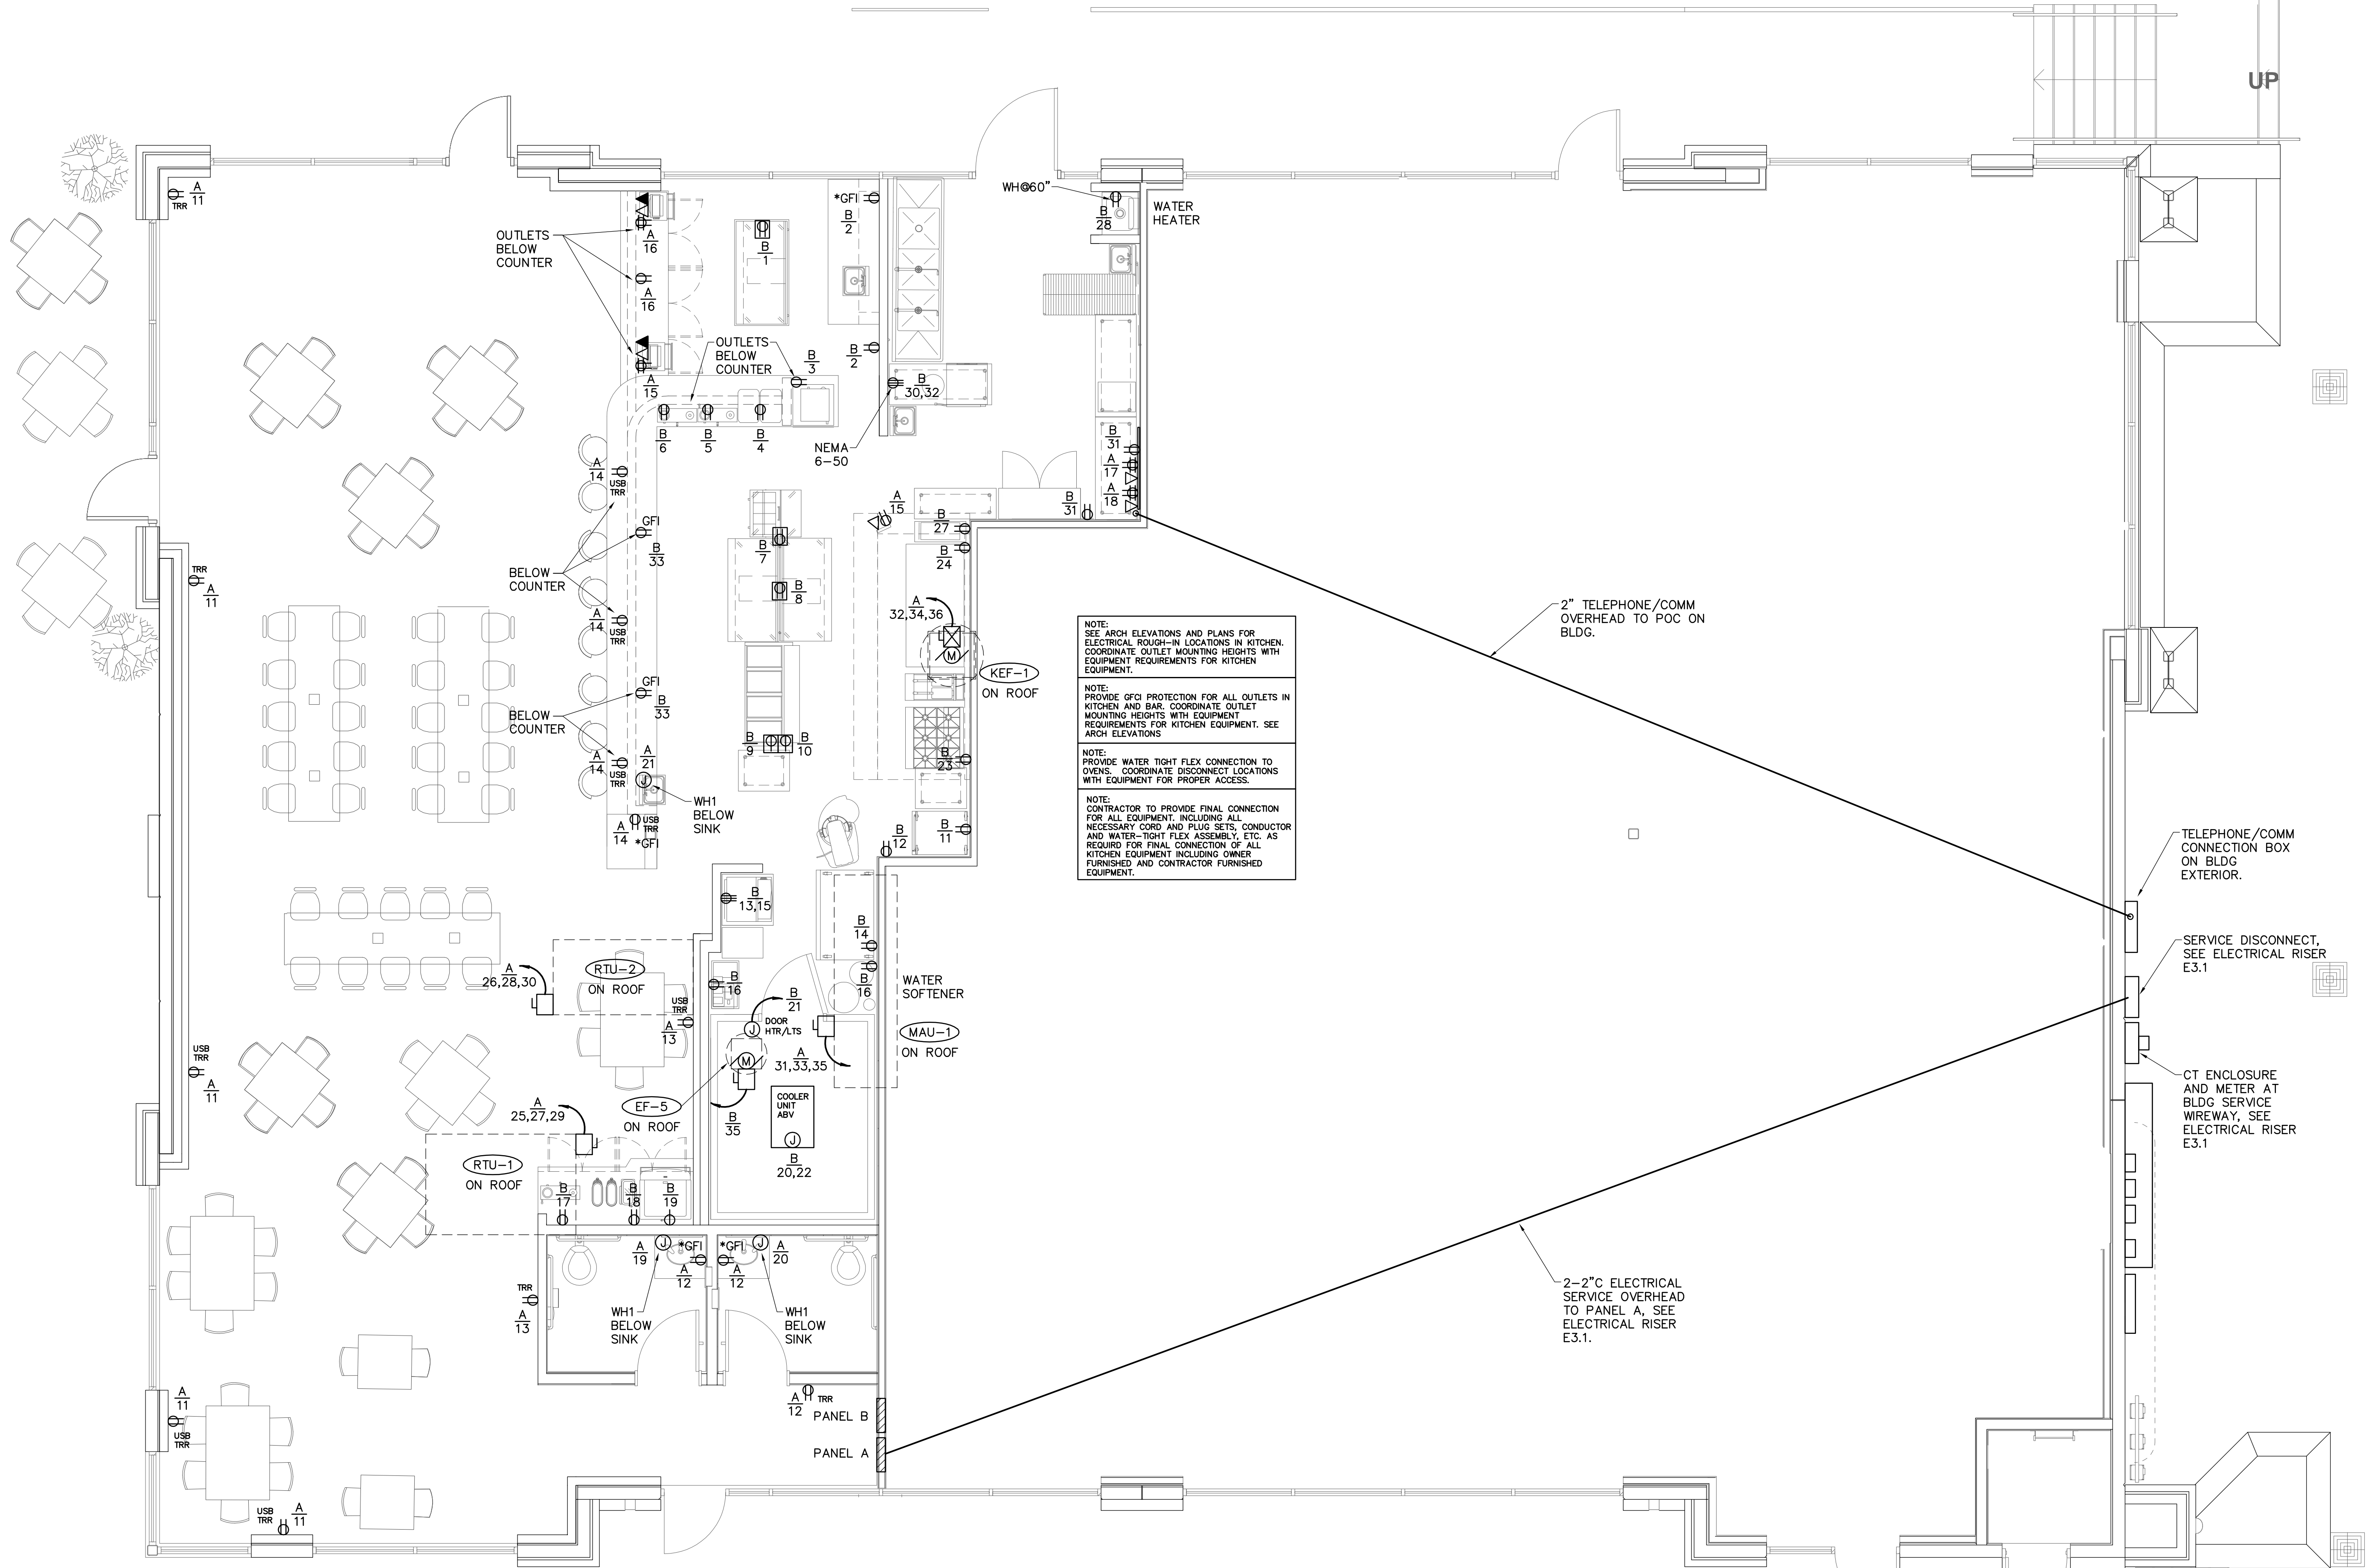 UP
A
11
TRR
OUTLETS
BELOW
COUNTER
A
16
A
16
A
15
B
1
*GFI
B
2
B
2
WH@60"
B
28
WATER
HEATER
OUTLETS
BELOW
COUNTER
B
3
B
6
B
5
B
4
B
30,32
NEMA
6-50
B
31
A
17
A
18
B
31
A
14
USB
TRR
GFI
B
33
BELOW
COUNTER
A
14
USB
TRR
GFI
B
33
BELOW
COUNTER
A
14
USB
TRR
A
21
J
WH1
BELOW
SINK
A
14
USB
TRR
*GFI
TRR
A
11
B
7
B
8
B
9
B
10
A
15
B
27
B
24
A
32,34,36
M
KEF-1
ON ROOF
B
23
B
11
B
12
NOTE:
SEE ARCH ELEVATIONS AND PLANS FOR
ELECTRICAL ROUGH-IN LOCATIONS IN KITCHEN.
COORDINATE OUTLET MOUNTING HEIGHTS WITH
EQUIPMENT REQUIREMENTS FOR KITCHEN
EQUIPMENT.
NOTE:
PROVIDE GFCI PROTECTION FOR ALL OUTLETS IN
KITCHEN AND BAR. COORDINATE OUTLET
MOUNTING HEIGHTS WITH EQUIPMENT
REQUIREMENTS FOR KITCHEN EQUIPMENT. SEE
ARCH ELEVATIONS
NOTE:
PROVIDE WATER TIGHT FLEX CONNECTION TO
OVENS. COORDINATE DISCONNECT LOCATIONS
WITH EQUIPMENT FOR PROPER ACCESS.
NOTE:
CONTRACTOR TO PROVIDE FINAL CONNECTION
FOR ALL EQUIPMENT. INCLUDING ALL
NECESSARY CORD AND PLUG SETS, CONDUCTOR
AND WATER-TIGHT FLEX ASSEMBLY, ETC. AS
REQUIRD FOR FINAL CONNECTION OF ALL
KITCHEN EQUIPMENT INCLUDING OWNER
FURNISHED AND CONTRACTOR FURNISHED
EQUIPMENT.
2" TELEPHONE/COMM
OVERHEAD TO POC ON
BLDG.
TELEPHONE/COMM
CONNECTION BOX
ON BLDG
EXTERIOR.
SERVICE DISCONNECT,
SEE ELECTRICAL RISER
E3.1
CT ENCLOSURE
AND METER AT
BLDG SERVICE
WIREWAY, SEE
ELECTRICAL RISER
E3.1
2-2"C ELECTRICAL
SERVICE OVERHEAD
TO PANEL A, SEE
ELECTRICAL RISER
E3.1.
B
13,15
B
14
B
16
B
16
WATER
SOFTENER
MAU-1
ON ROOF
A
26,28,30
RTU-2
ON ROOF
USB
TRR
A
13
B
21
J
DOOR
HTR/LTS
A
31,33,35
M
EF-5
ON ROOF
B
35
COOLER
UNIT
ABV
J
B
20,22
USB
TRR
A
11
A
25,27,29
RTU-1
ON ROOF
B
17
B
18
B
19
A
19
J
*GFI
A
12
*GFI
A
12
J
A
20
WH1
BELOW
SINK
WH1
BELOW
SINK
TRR
A
13
A
12
TRR
PANEL B
PANEL A
A
11
USB
TRR
USB
TRR
A
11